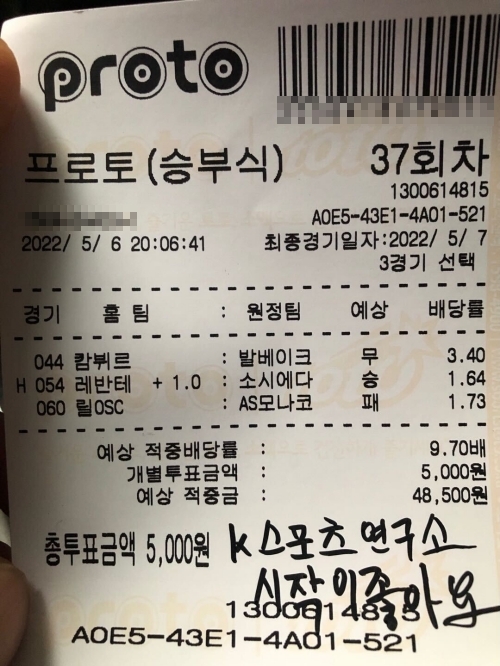 proto
프로토(승부식) 37회차
1300614815
A0E5-43E1-4A01-521
2022/ 5/ 6 20:06:41 최종경기일자:2022/ 5/ 7
3경기 선택
경기 홈 팀 : 원정팀 예상 배당률
044 캄뷔르 : 발베이크 무 3.40
H 054 레반테 + 1.0 : 소시에다 승 1.64
060 릴OSC : AS모나코 패 1.73
예상 적중배당률 : 9.70배
개별투표금액 : 5,000원
예상 적중금 : 48,500원
총투표금액 5,000원 K스포츠 연구소
시작이 좋아요
1300614815
A0E5-43E1-4A01-521